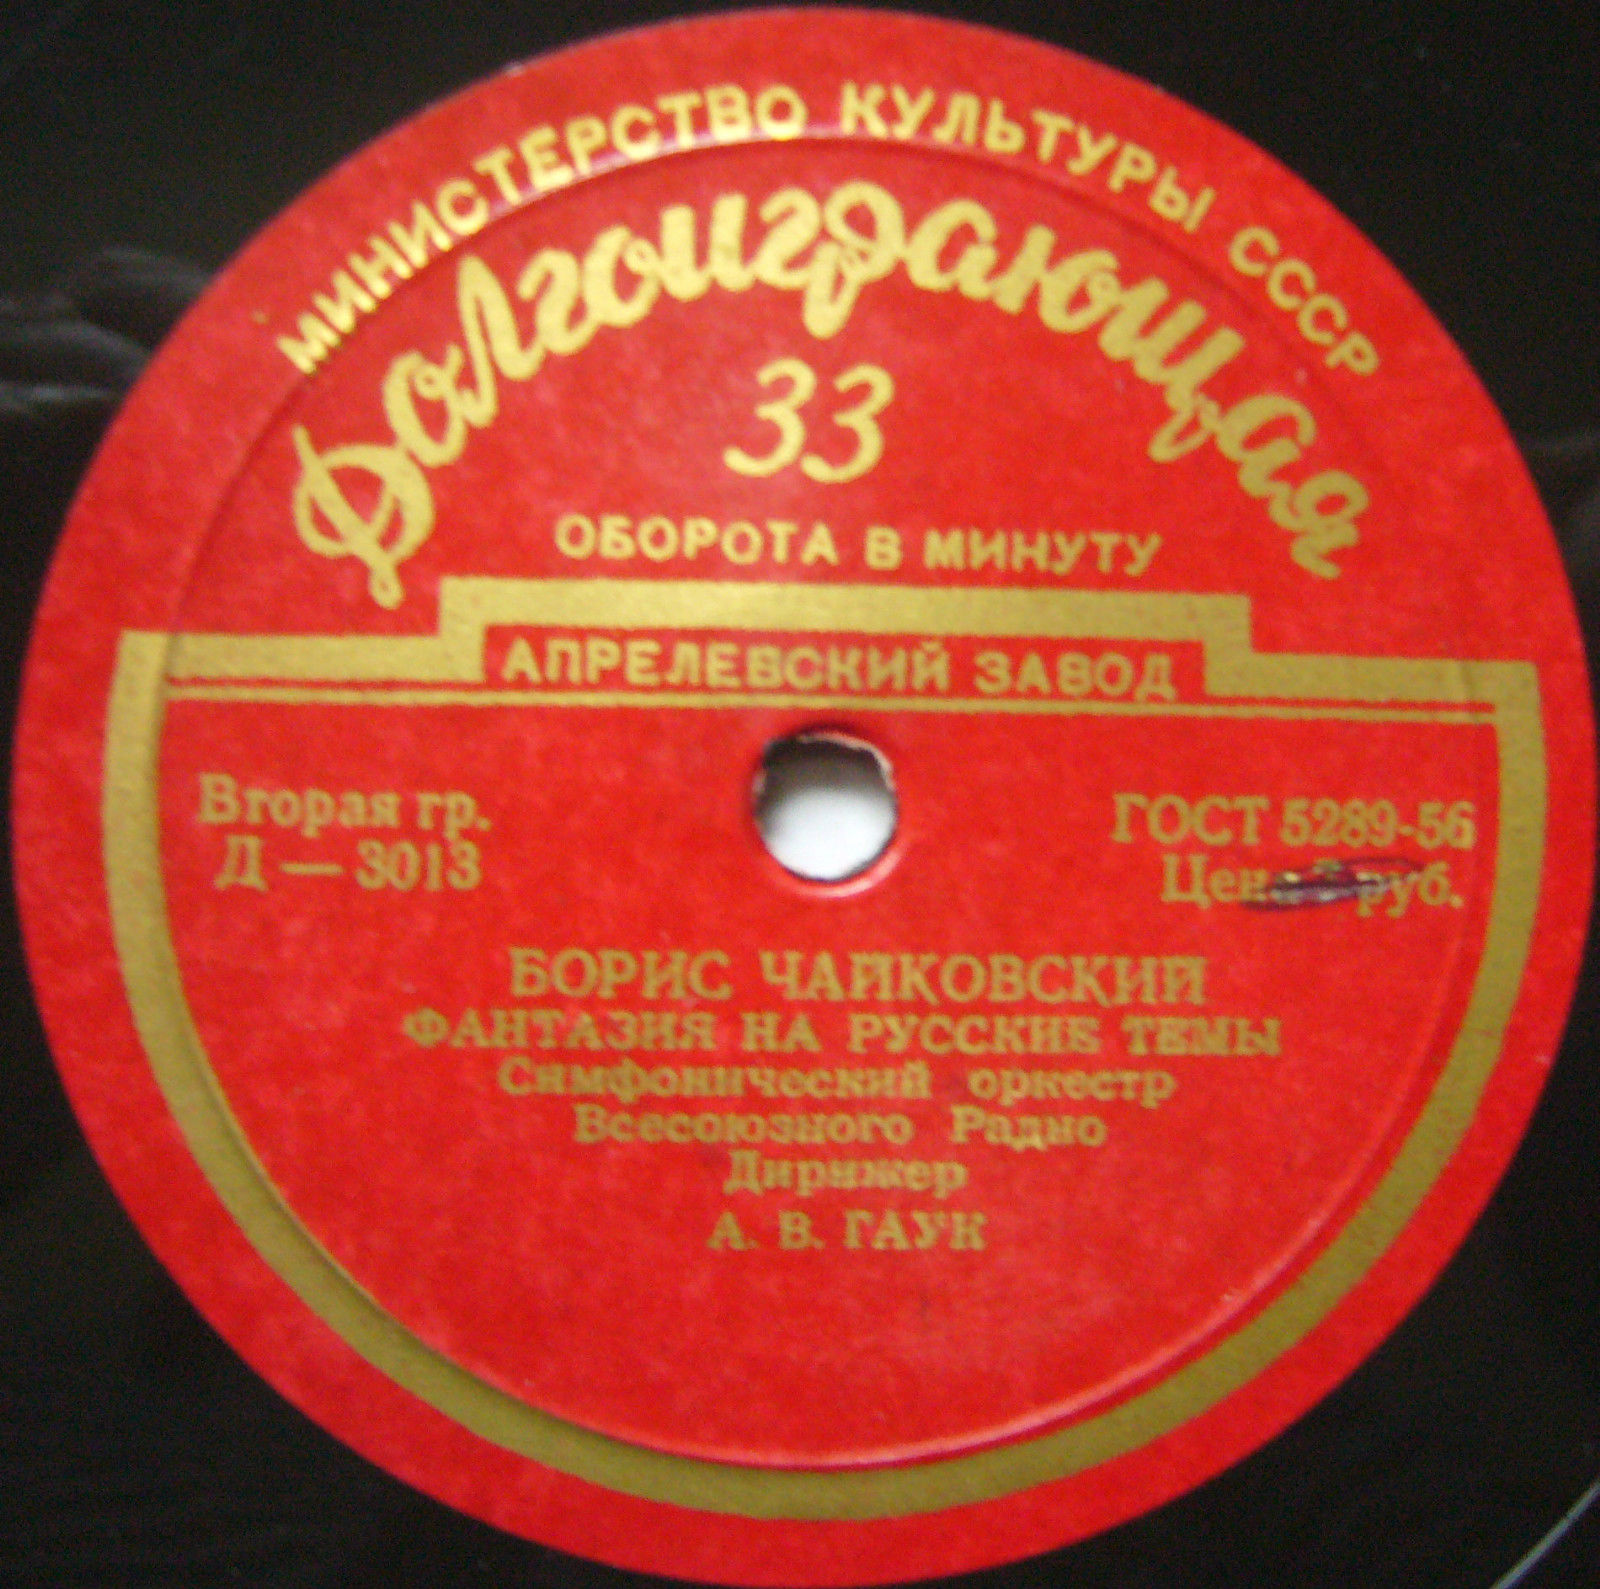 МИНИСТЕРСТВО КУЛЬТУРЫ СССР
Долгоиграющая
33
ОБОРОТА В МИНУТУ
АПРЕЛЕВСКИЙ ЗАВОД
Вторая гр.
Д — 3013
ГОСТ 5289-56
Цена руб.
БОРИС ЧАЙКОВСКИЙ
ФАНТАЗИЯ НА РУССКИЕ ТЕМЫ
Симфонический оркестр
Всесоюзного Радио
Дирижер
А. В. ГАУК